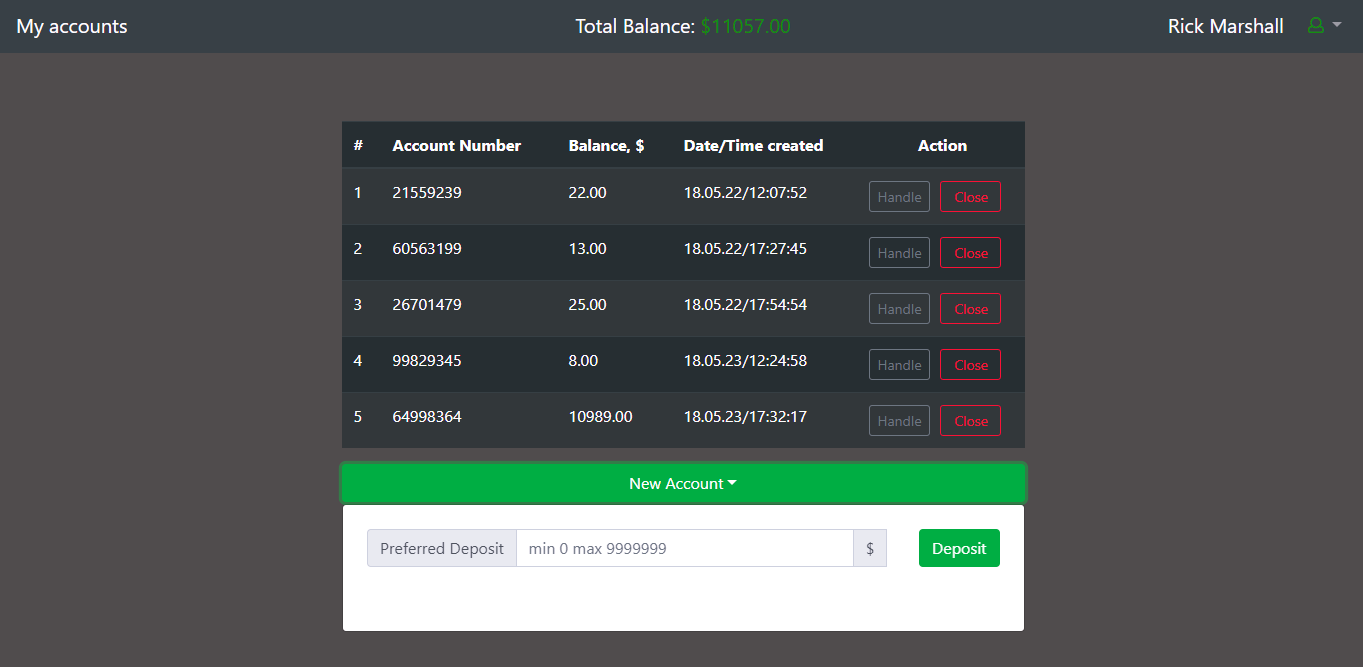 My accounts Total Balance: $11057.00 Rick Marshall
# Account Number Balance, $ Date/Time created Action
1 21559239 22.00 18.05.22/12:07:52 Handle Close
2 60563199 13.00 18.05.22/17:27:45 Handle Close
3 26701479 25.00 18.05.22/17:54:54 Handle Close
4 99829345 8.00 18.05.23/12:24:58 Handle Close
5 64998364 10989.00 18.05.23/17:32:17 Handle Close
New Account
Preferred Deposit min 0 max 9999999 $ Deposit